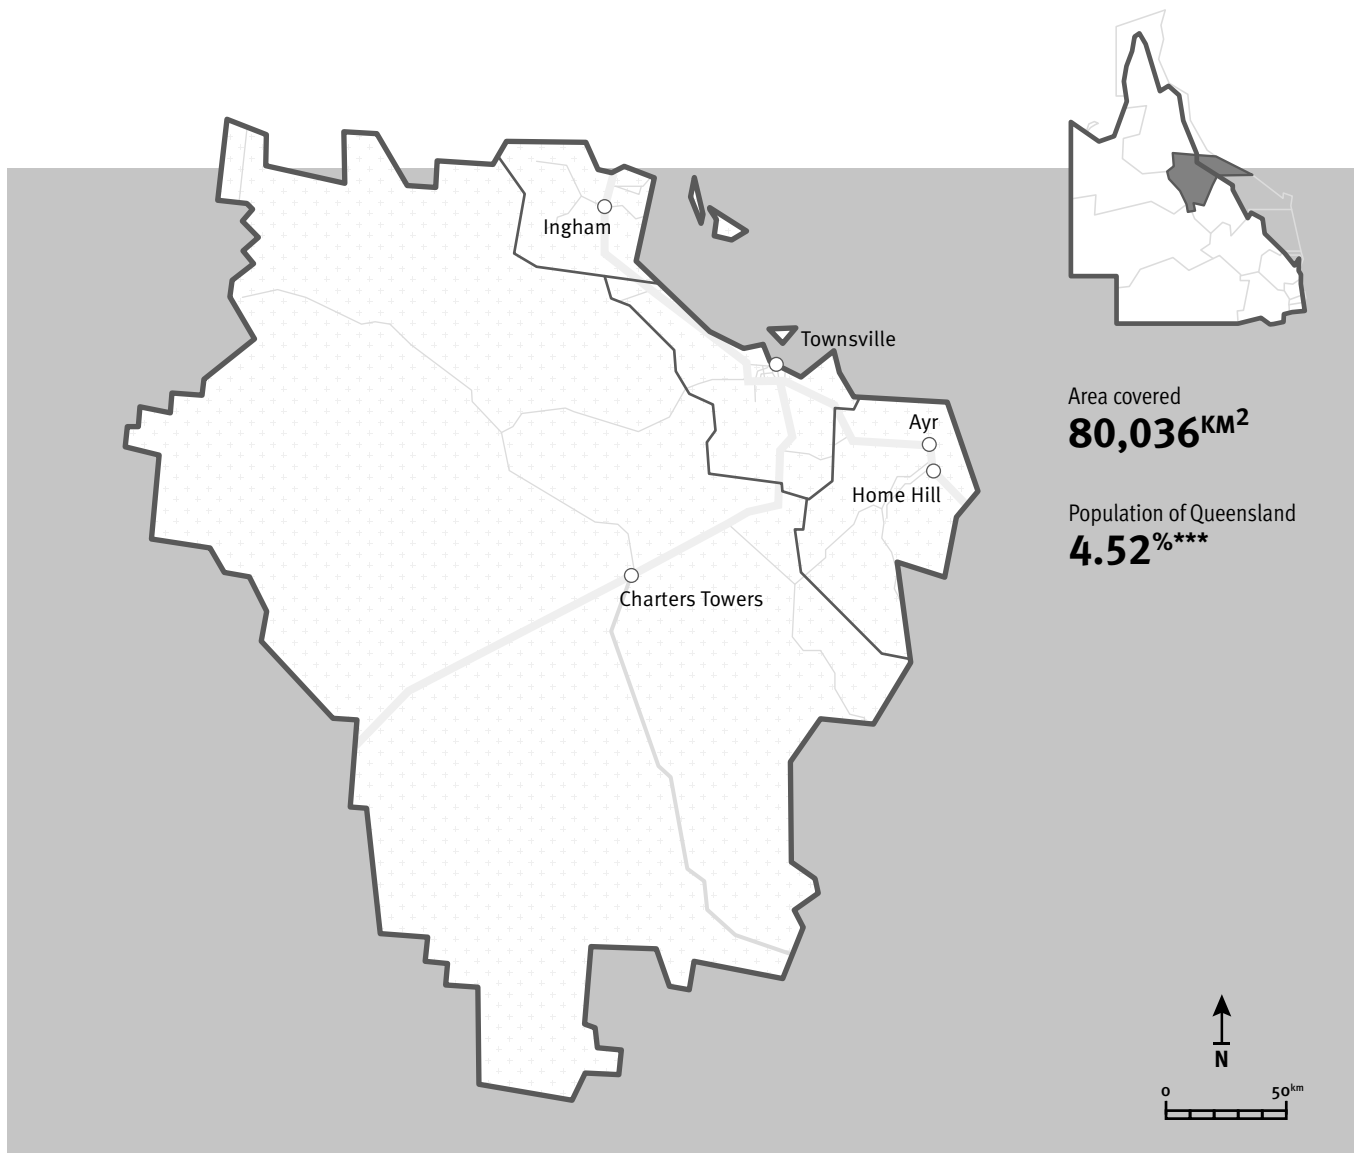 Ingham
Townsville
Ayr
Home Hill
Charters Towers
Area covered
80,036KM2
Population of Queensland
4.52%***
N
0 50km